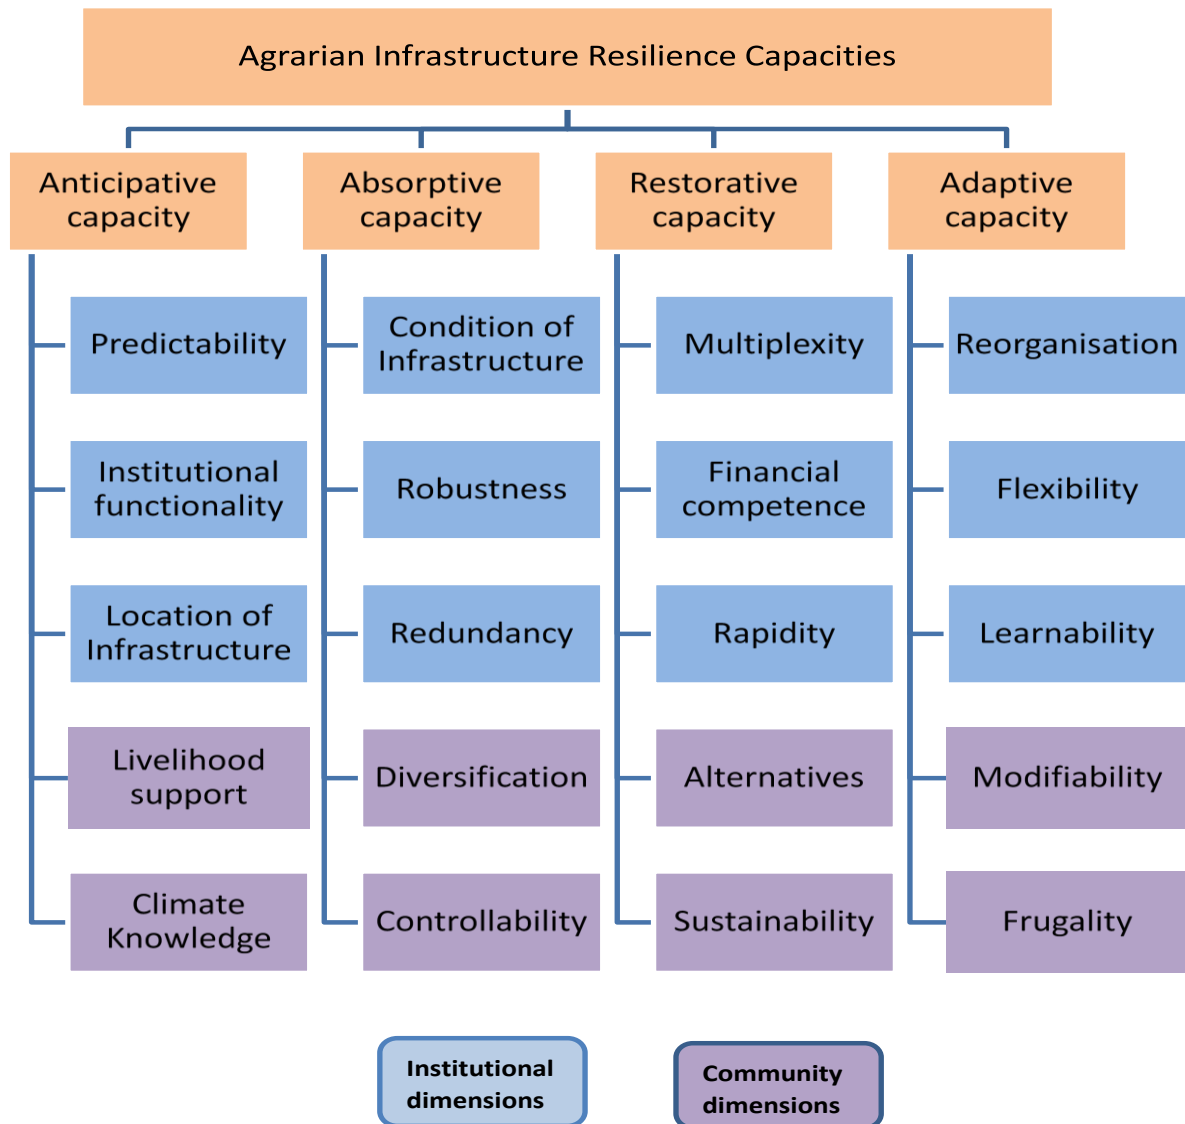 Agrarian Infrastructure Resilience Capacities
Anticipative
capacity
Absorptive
capacity
Restorative
capacity
Adaptive
capacity
Predictability
Condition of
Infrastructure
Multiplexity
Reorganisation
Institutional
functionality
Robustness
Financial
competence
Flexibility
Location of
Infrastructure
Redundancy
Rapidity
Learnability
Livelihood
support
Diversification
Alternatives
Modifiability
Climate
Knowledge
Controllability
Sustainability
Frugality
Institutional
dimensions
Community
dimensions